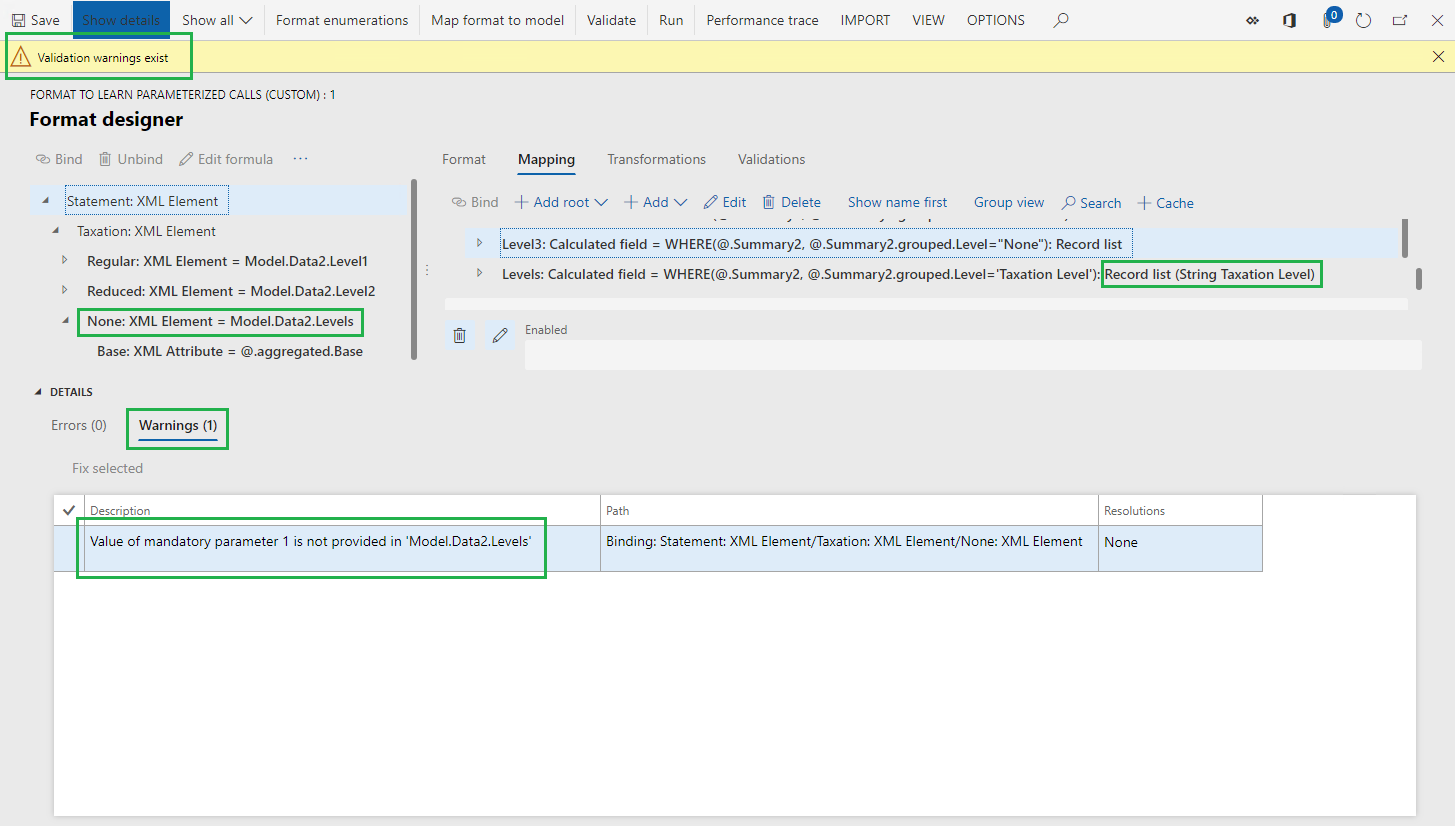 Save Show details Show all Format enumerations Map format to model Validate Run Performance trace IMPORT VIEW OPTIONS 0
Validation warnings exist
FORMAT TO LEARN PARAMETERIZED CALLS (CUSTOM) : 1
Format designer
Bind Unbind Edit formula ...
Statement: XML Element
Taxation: XML Element
Regular: XML Element = Model.Data2.Level1
Reduced: XML Element = Model.Data2.Level2
None: XML Element = Model.Data2.Levels
Base: XML Attribute = @.aggregated.Base
Format Mapping Transformations Validations
Bind Add root Add Edit Delete Show name first Group view Search Cache
Level3: Calculated field = WHERE(@.Summary2, @.Summary2.grouped.Level="None"): Record list
Levels: Calculated field = WHERE(@.Summary2, @.Summary2.grouped.Level='Taxation Level'): Record list (String Taxation Level)
Enabled
DETAILS
Errors (0) Warnings (1)
Fix selected
Description Path Resolutions
Value of mandatory parameter 1 is not provided in 'Model.Data2.Levels' Binding: Statement: XML Element/Taxation: XML Element/None: XML Element None